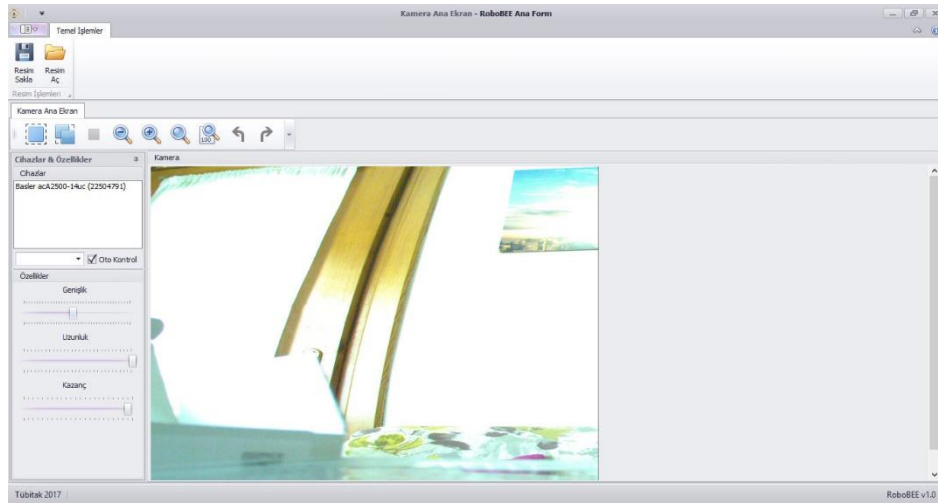 Kamera Ana Ekran - RoboBEE Ana Form
Temel İşlemler
Resim Sakla
Resim Aç
Resim İşlemleri
Kamera Ana Ekran
100
Cihazlar & Özellikler
Kamera
Cihazlar
Basler acA2500-14uc (22504791)
Oto Kontrol
Özellikler
Genişlik
Uzunluk
Kazanç
Tübitak 2017
RoboBEE v1.0